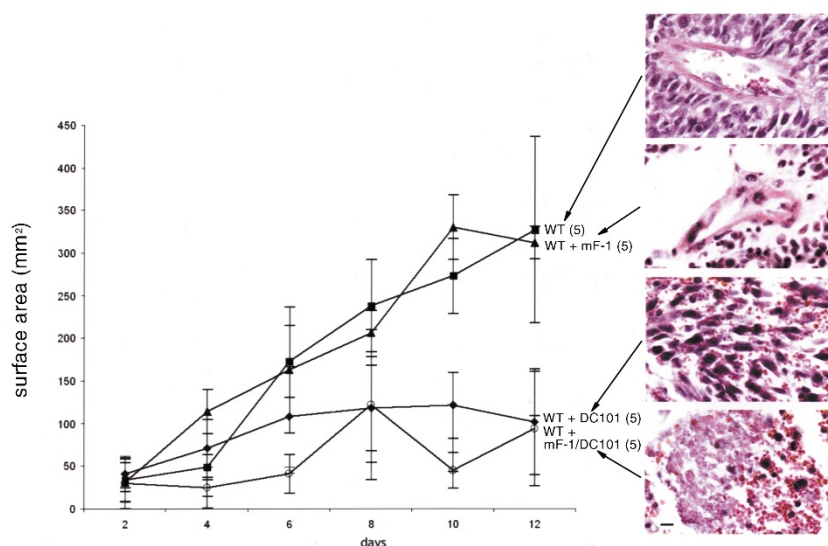 surface area (mm²)
450
400
350
300
250
200
150
100
50
0
2 4 6 8 10 12
days
WT (5)
WT + mF-1 (5)
WT + DC101 (5)
WT +
mF-1/DC101 (5)